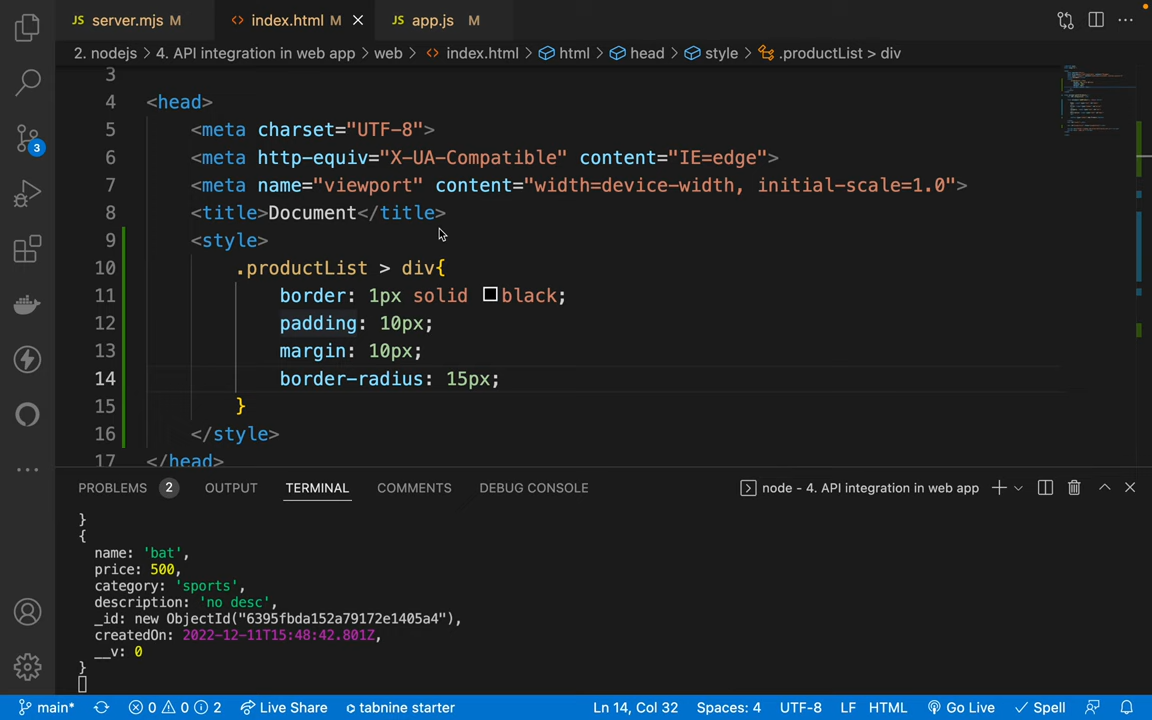 server.mjs M
index.html M
app.js M
2. nodejs > 4. API integration in web app > web > index.html > html > head > style > .productList > div
3
4 <head>
5 <meta charset="UTF-8">
6 <meta http-equiv="X-UA-Compatible" content="IE=edge">
7 <meta name="viewport" content="width=device-width, initial-scale=1.0">
8 <title>Document</title>
9 <style>
10 .productList > div{
11 border: 1px solid black;
12 padding: 10px;
13 margin: 10px;
14 border-radius: 15px;
15 }
16 </style>
17 </head>
3
PROBLEMS 2 OUTPUT TERMINAL COMMENTS DEBUG CONSOLE
node - 4. API integration in web app
}
{
name: 'bat',
price: 500,
category: 'sports',
description: 'no desc',
_id: new ObjectId("6395fbda152a79172e1405a4"),
createdOn: 2022-12-11T15:48:42.801Z,
__v: 0
}
main* 0 0 2 Live Share tabnine starter Ln 14, Col 32 Spaces: 4 UTF-8 LF HTML Go Live Spell